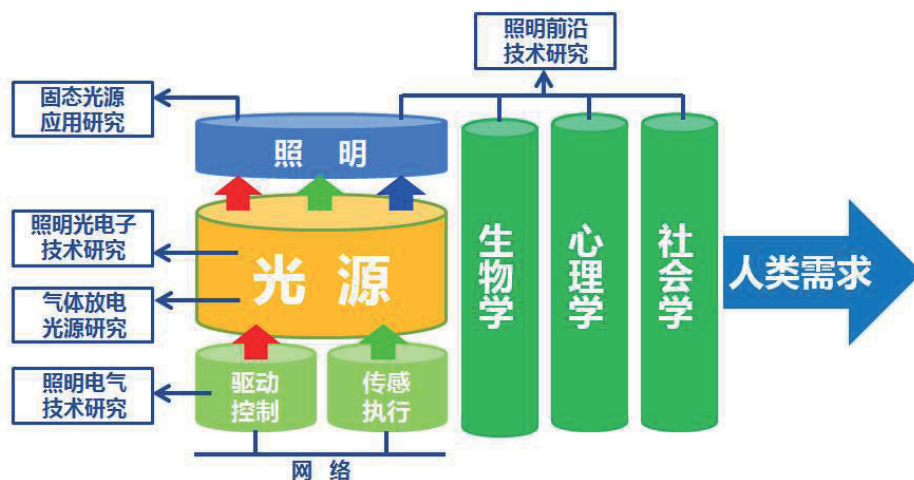 照明前沿
技术研究
固态光源
应用研究
照 明
照明光电子
技术研究
光 源
气体放电
光源研究
生物学
心理学
社会学
人类需求
照明电气
技术研究
驱动
控制
传感
执行
网 络